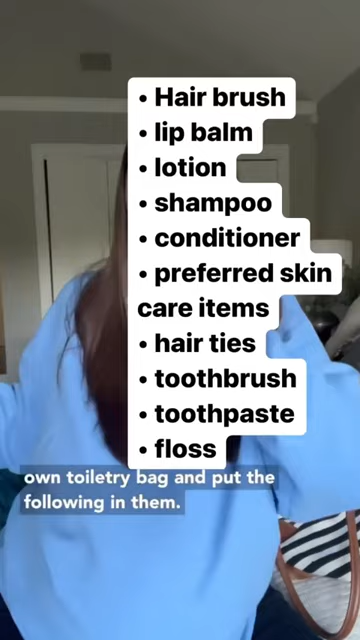 • Hair brush
• lip balm
• lotion
• shampoo
• conditioner
• preferred skin
care items
• hair ties
• toothbrush
• toothpaste
• floss
own toiletry bag and put the
following in them.